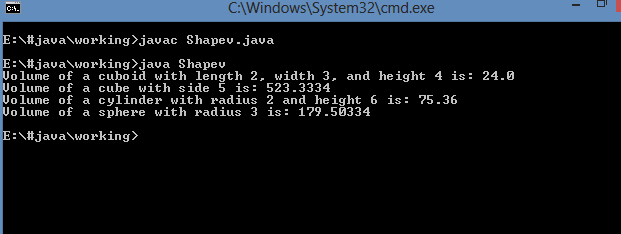 C:\Windows\System32\cmd.exe
E:\#java\working>javac Shapev.java
E:\#java\working>java Shapev
Volume of a cuboid with length 2, width 3, and height 4 is: 24.0
Volume of a cube with side 5 is: 523.3334
Volume of a cylinder with radius 2 and height 6 is: 75.36
Volume of a sphere with radius 3 is: 179.50334
E:\#java\working>